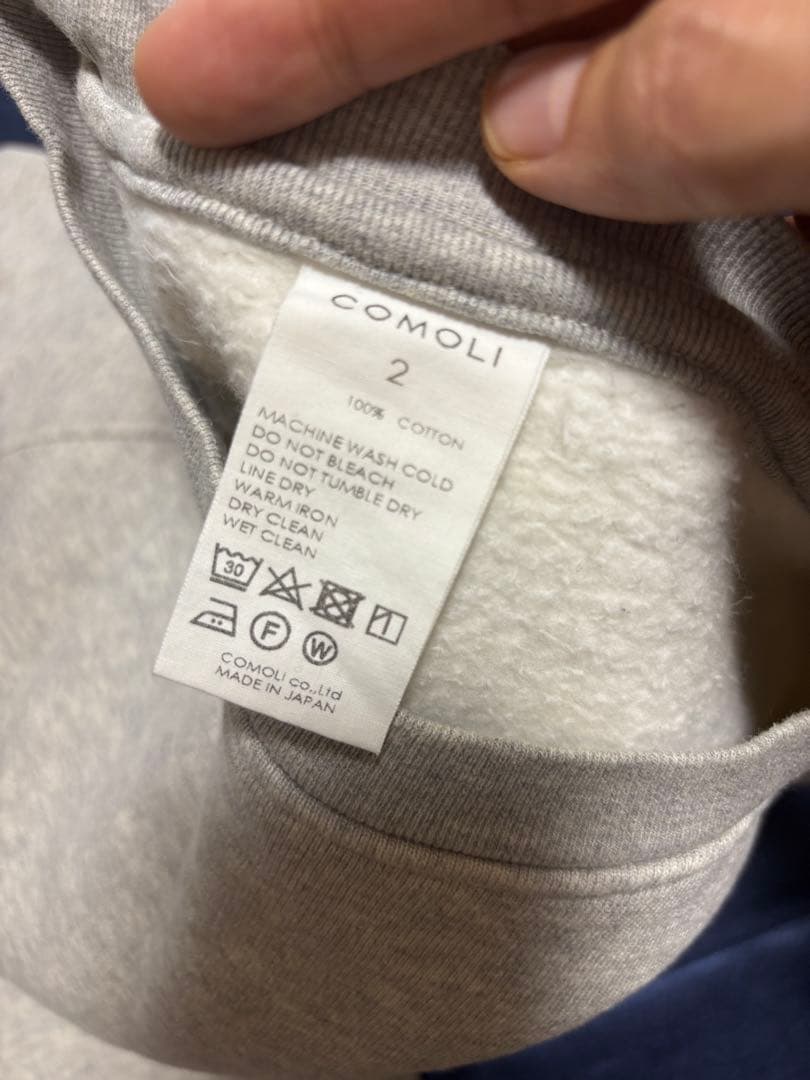 COMOLI
2
100% COTTON
MACHINE WASH COLD
DO NOT BLEACH
DO NOT TUMBLE DRY
LINE DRY
WARM IRON
DRY CLEAN
WET CLEAN
30
F W
COMOLI co.,Ltd
MADE IN JAPAN